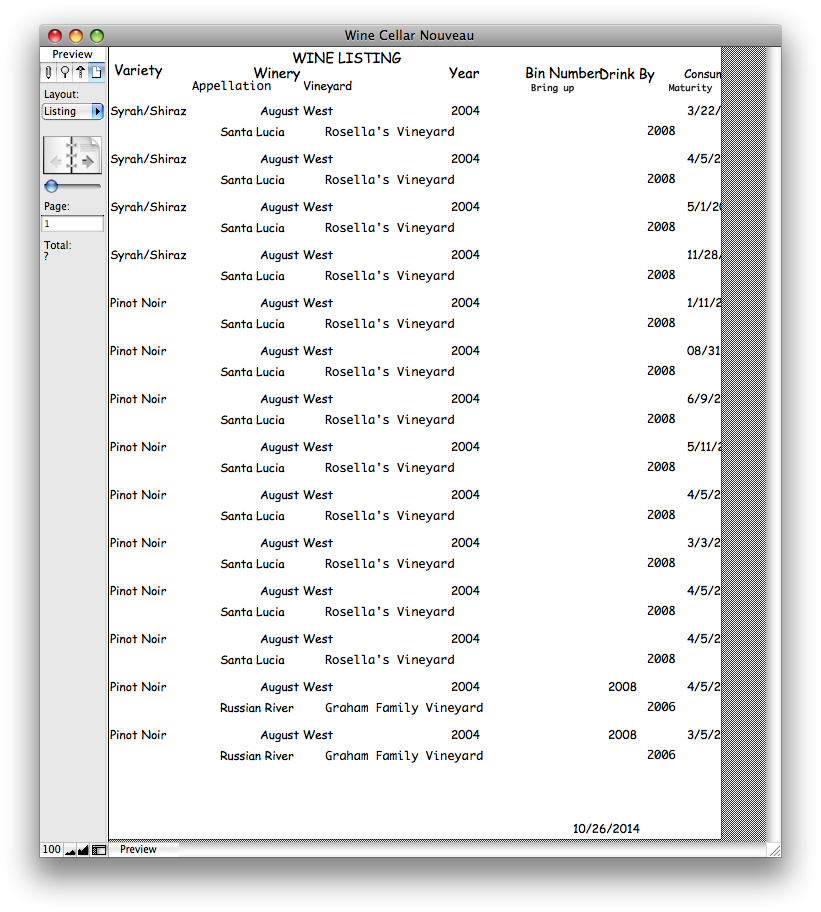 Wine Cellar Nouveau
Preview
Layout:
Listing
Page:
1
Total:
?
WINE LISTING
Variety Winery Year Bin Number Drink By Consum
Appellation Vineyard Bring up Maturity
Syrah/Shiraz August West 2004 3/22/
Santa Lucia Rosella's Vineyard 2008
Syrah/Shiraz August West 2004 4/5/2
Santa Lucia Rosella's Vineyard 2008
Syrah/Shiraz August West 2004 5/1/20
Santa Lucia Rosella's Vineyard 2008
Syrah/Shiraz August West 2004 11/28/
Santa Lucia Rosella's Vineyard 2008
Pinot Noir August West 2004 1/11/2
Santa Lucia Rosella's Vineyard 2008
Pinot Noir August West 2004 08/31
Santa Lucia Rosella's Vineyard 2008
Pinot Noir August West 2004 6/9/2
Santa Lucia Rosella's Vineyard 2008
Pinot Noir August West 2004 5/11/2
Santa Lucia Rosella's Vineyard 2008
Pinot Noir August West 2004 4/5/2
Santa Lucia Rosella's Vineyard 2008
Pinot Noir August West 2004 3/3/2
Santa Lucia Rosella's Vineyard 2008
Pinot Noir August West 2004 4/5/2
Santa Lucia Rosella's Vineyard 2008
Pinot Noir August West 2004 4/5/2
Santa Lucia Rosella's Vineyard 2008
Pinot Noir August West 2004 2008 4/5/2
Russian River Graham Family Vineyard 2006
Pinot Noir August West 2004 2008 3/5/2
Russian River Graham Family Vineyard 2006
10/26/2014
100 Preview